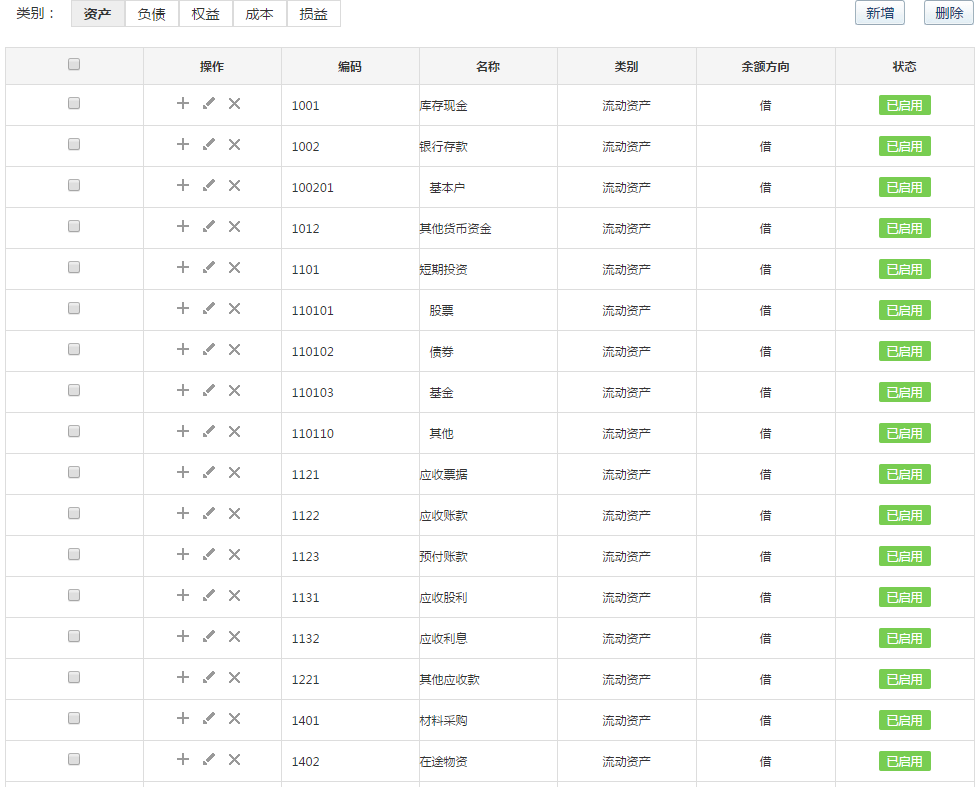 类别： 资产 负债 权益 成本 损益 新增 删除
操作 编码 名称 类别 余额方向 状态
1001 库存现金 流动资产 借 已启用
1002 银行存款 流动资产 借 已启用
100201 基本户 流动资产 借 已启用
1012 其他货币资金 流动资产 借 已启用
1101 短期投资 流动资产 借 已启用
110101 股票 流动资产 借 已启用
110102 债券 流动资产 借 已启用
110103 基金 流动资产 借 已启用
110110 其他 流动资产 借 已启用
1121 应收票据 流动资产 借 已启用
1122 应收账款 流动资产 借 已启用
1123 预付账款 流动资产 借 已启用
1131 应收股利 流动资产 借 已启用
1132 应收利息 流动资产 借 已启用
1221 其他应收款 流动资产 借 已启用
1401 材料采购 流动资产 借 已启用
1402 在途物资 流动资产 借 已启用